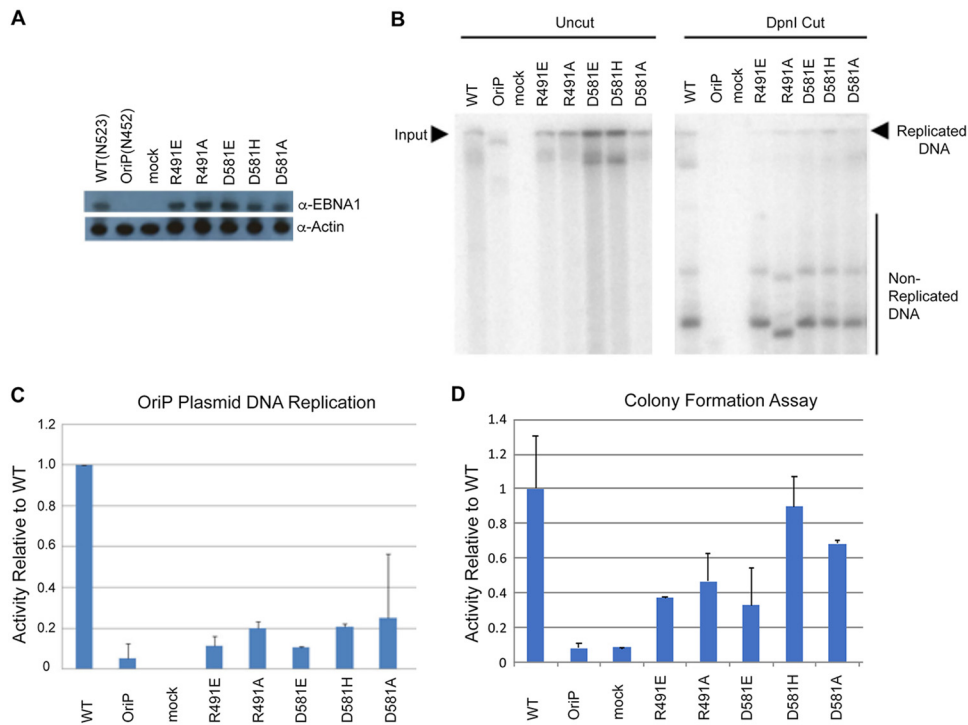 A
WT(N523)
OriP(N452)
mock
R491E
R491A
D581E
D581H
D581A
α-EBNA1
α-Actin
B
Uncut
DpnI Cut
WT
OriP
mock
R491E
R491A
D581E
D581H
D581A
WT
OriP
mock
R491E
R491A
D581E
D581H
D581A
Input
Replicated
DNA
Non-
Replicated
DNA
C
OriP Plasmid DNA Replication
Activity Relative to WT
1.2
1.0
0.8
0.6
0.4
0.2
0
WT
OriP
mock
R491E
R491A
D581E
D581H
D581A
D
Colony Formation Assay
Activity Relative to WT
1.4
1.2
1
0.8
0.6
0.4
0.2
0
WT
OriP
mock
R491E
R491A
D581E
D581H
D581A